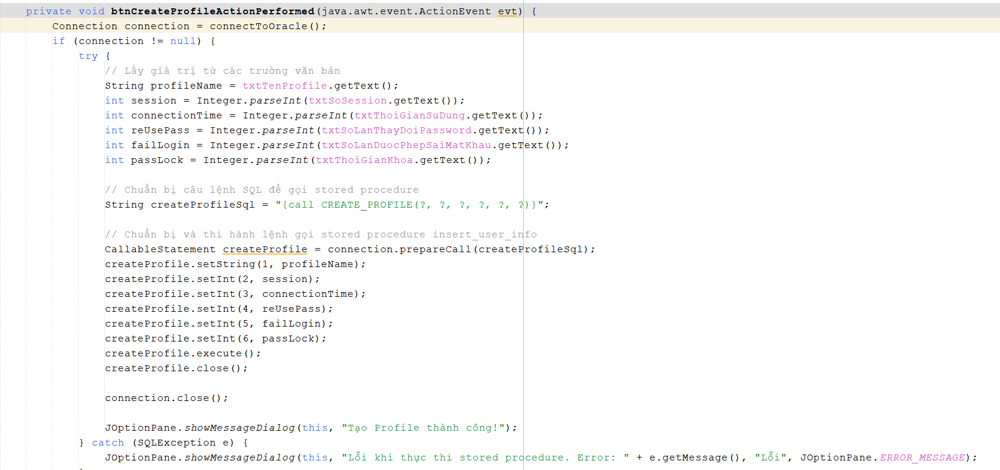 private void btnCreateProfileActionPerformed(java.awt.event.ActionEvent evt) {
    Connection connection = connectToOracle();
    if (connection != null) {
        try {
            // Lấy giá trị từ các trường văn bản
            String profileName = txtTenProfile.getText();
            int session = Integer.parseInt(txtSoSession.getText());
            int connectionTime = Integer.parseInt(txtThoiGianSuDung.getText());
            int reUsePass = Integer.parseInt(txtSoLanThayDoiPassword.getText());
            int failLogin = Integer.parseInt(txtSoLanDuocPhepSaiMatKhau.getText());
            int passLock = Integer.parseInt(txtThoiGianKhoa.getText());

            // Chuẩn bị câu lệnh SQL để gọi stored procedure
            String createProfileSql = "{call CREATE_PROFILE(?, ?, ?, ?, ?, ?)}";

            // Chuẩn bị và thi hành lệnh gọi stored procedure insert_user_info
            CallableStatement createProfile = connection.prepareCall(createProfileSql);
            createProfile.setString(1, profileName);
            createProfile.setInt(2, session);
            createProfile.setInt(3, connectionTime);
            createProfile.setInt(4, reUsePass);
            createProfile.setInt(5, failLogin);
            createProfile.setInt(6, passLock);
            createProfile.execute();
            createProfile.close();

            connection.close();

            JOptionPane.showMessageDialog(this, "Tạo Profile thành công!");
        } catch (SQLException e) {
            JOptionPane.showMessageDialog(this, "Lỗi khi thực thi stored procedure. Error: " + e.getMessage(), "Lỗi", JOptionPane.ERROR_MESSAGE);